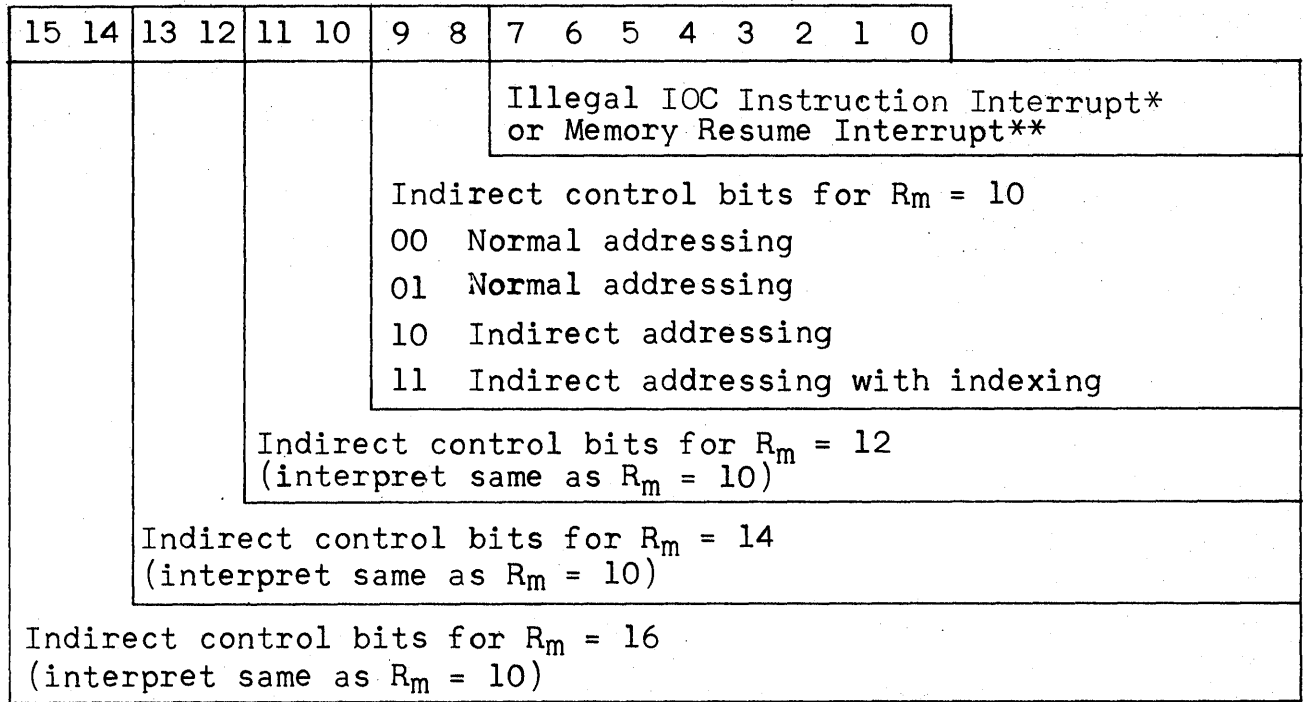 15 14 13 12 11 10 9 8 7 6 5 4 3 2 1 0
Illegal IOC Instruction Interrupt*
or Memory Resume Interrupt**
Indirect control bits for Rm = 10
00 Normal addressing
01 Normal addressing
10 Indirect addressing
11 Indirect addressing with indexing
Indirect control bits for Rm = 12
(interpret same as Rm = 10)
Indirect control bits for Rm = 14
(interpret same as Rm = 10)
Indirect control bits for Rm = 16
(interpret same as Rm = 10)